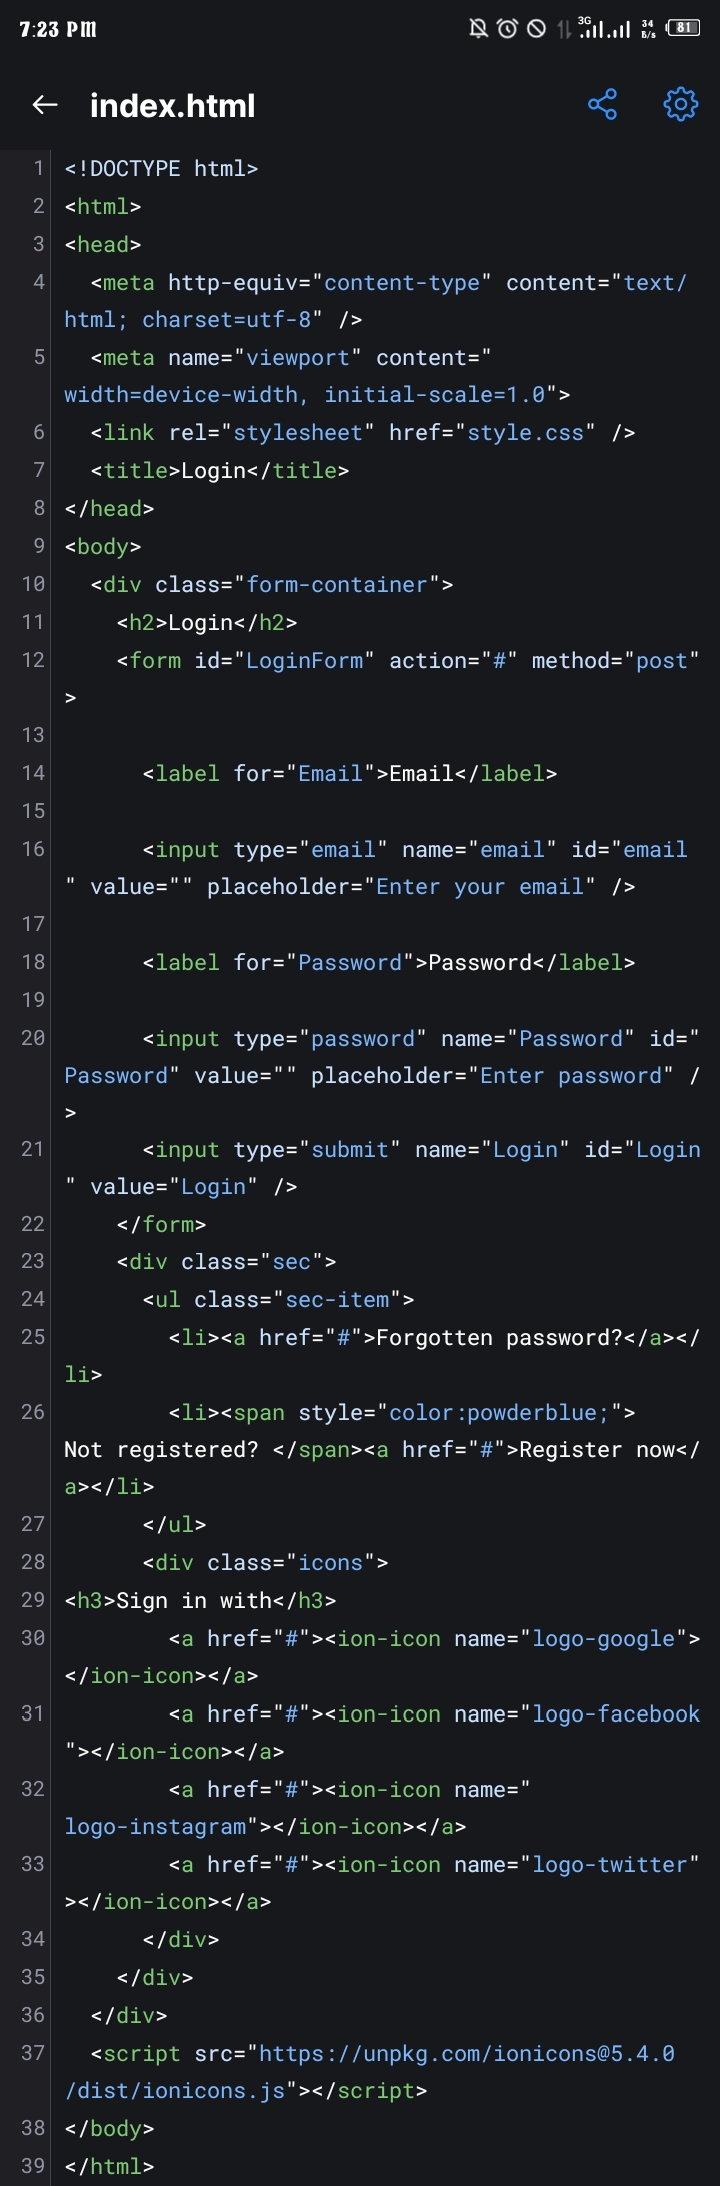 7:23 PM
3G
34
B/s
81
index.html
1 <!DOCTYPE html>
2 <html>
3 <head>
4   <meta http-equiv="content-type" content="text/
html; charset=utf-8" />
5   <meta name="viewport" content="
width=device-width, initial-scale=1.0">
6   <link rel="stylesheet" href="style.css" />
7   <title>Login</title>
8 </head>
9 <body>
10   <div class="form-container">
11     <h2>Login</h2>
12     <form id="LoginForm" action="#" method="post"
>
13
14       <label for="Email">Email</label>
15
16       <input type="email" name="email" id="email
" value="" placeholder="Enter your email" />
17
18       <label for="Password">Password</label>
19
20       <input type="password" name="Password" id="
Password" value="" placeholder="Enter password" /
>
21       <input type="submit" name="Login" id="Login
" value="Login" />
22     </form>
23     <div class="sec">
24       <ul class="sec-item">
25         <li><a href="#">Forgotten password?</a></
li>
26         <li><span style="color:powderblue;">
Not registered? </span><a href="#">Register now</
a></li>
27       </ul>
28       <div class="icons">
29 <h3>Sign in with</h3>
30         <a href="#"><ion-icon name="logo-google">
</ion-icon></a>
31         <a href="#"><ion-icon name="logo-facebook
"></ion-icon></a>
32         <a href="#"><ion-icon name="
logo-instagram"></ion-icon></a>
33         <a href="#"><ion-icon name="logo-twitter"
></ion-icon></a>
34       </div>
35     </div>
36   </div>
37   <script src="https://unpkg.com/ionicons@5.4.0
/dist/ionicons.js"></script>
38 </body>
39 </html>